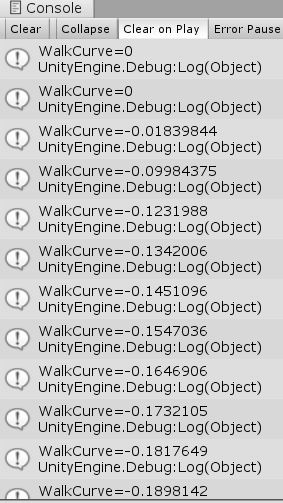 Console
Clear Collapse Clear on Play Error Pause
WalkCurve=0
UnityEngine.Debug:Log(Object)
WalkCurve=0
UnityEngine.Debug:Log(Object)
WalkCurve=-0.01839844
UnityEngine.Debug:Log(Object)
WalkCurve=-0.09984375
UnityEngine.Debug:Log(Object)
WalkCurve=-0.1231988
UnityEngine.Debug:Log(Object)
WalkCurve=-0.1342006
UnityEngine.Debug:Log(Object)
WalkCurve=-0.1451096
UnityEngine.Debug:Log(Object)
WalkCurve=-0.1547036
UnityEngine.Debug:Log(Object)
WalkCurve=-0.1646906
UnityEngine.Debug:Log(Object)
WalkCurve=-0.1732105
UnityEngine.Debug:Log(Object)
WalkCurve=-0.1817649
UnityEngine.Debug:Log(Object)
WalkCurve=-0.1898142